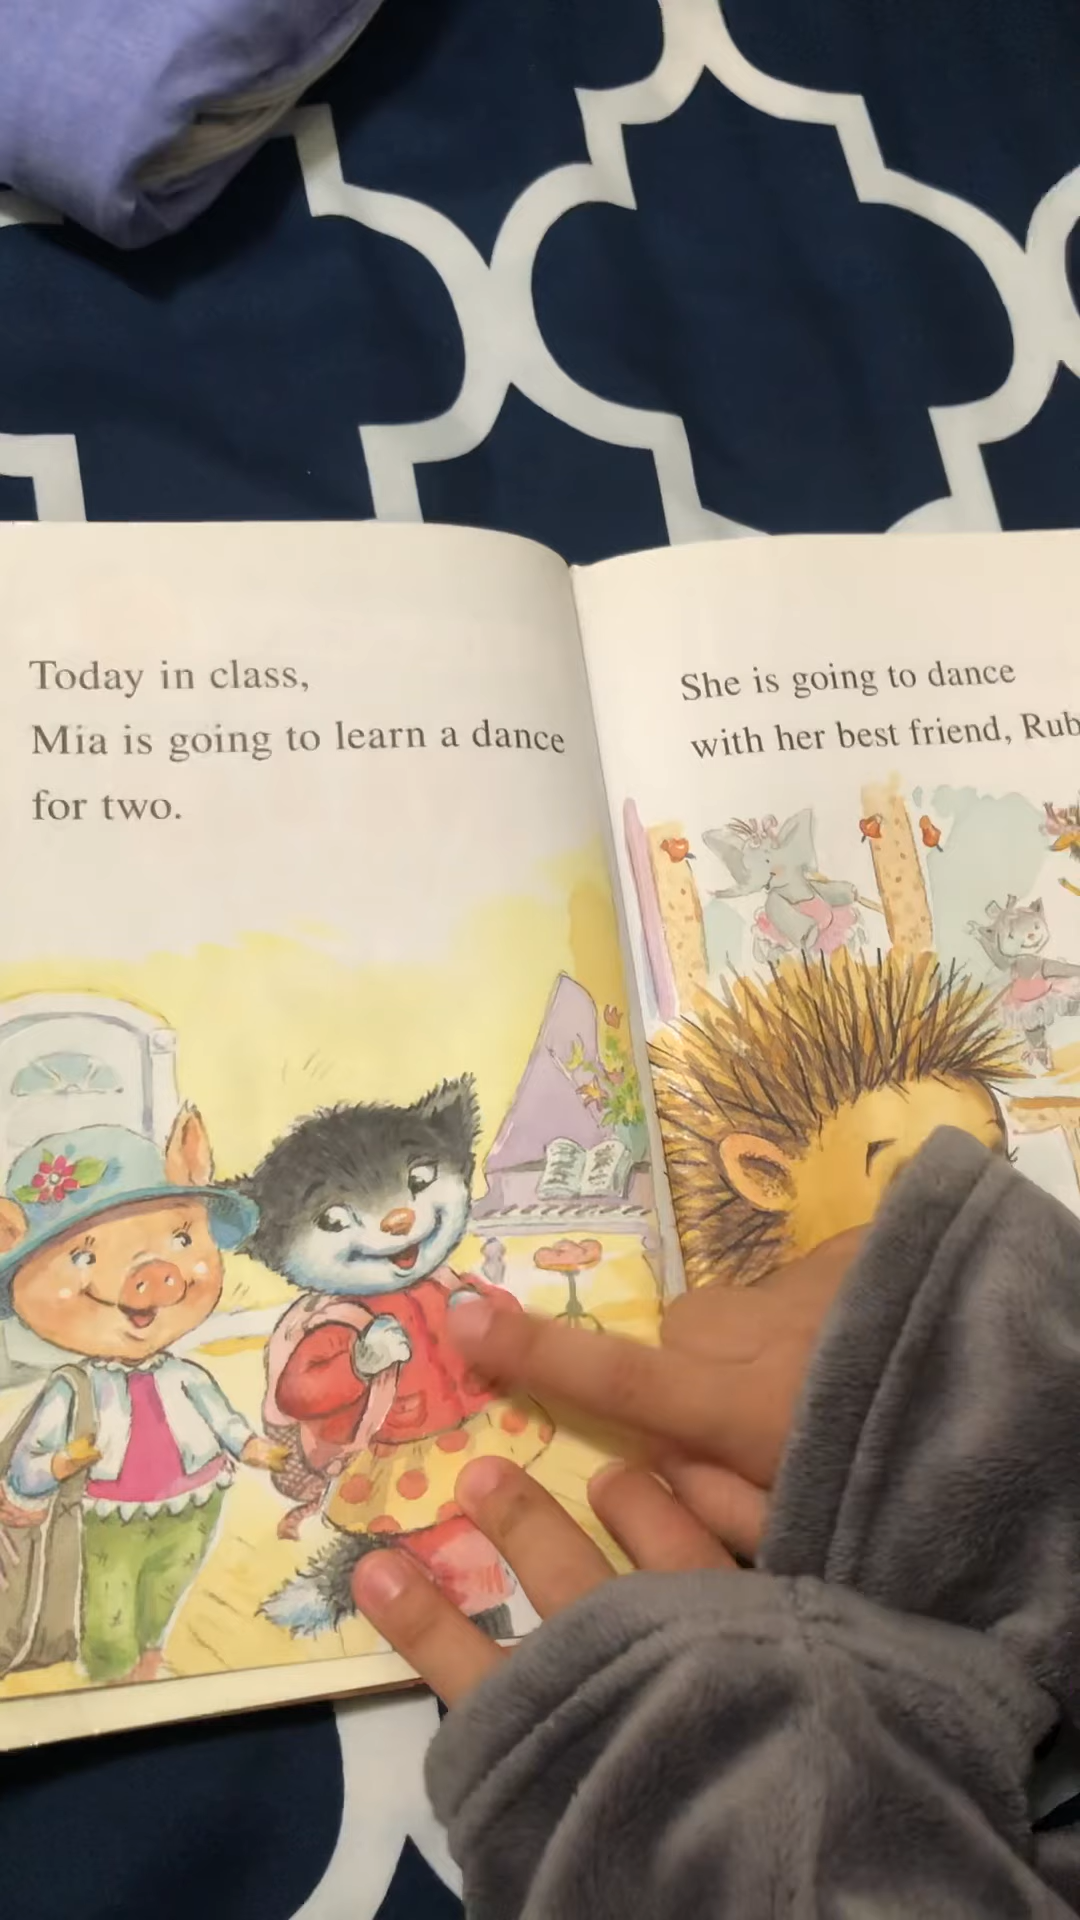 Today in class,
Mia is going to learn a dance
for two.
She is going to dance
with her best friend, Rub